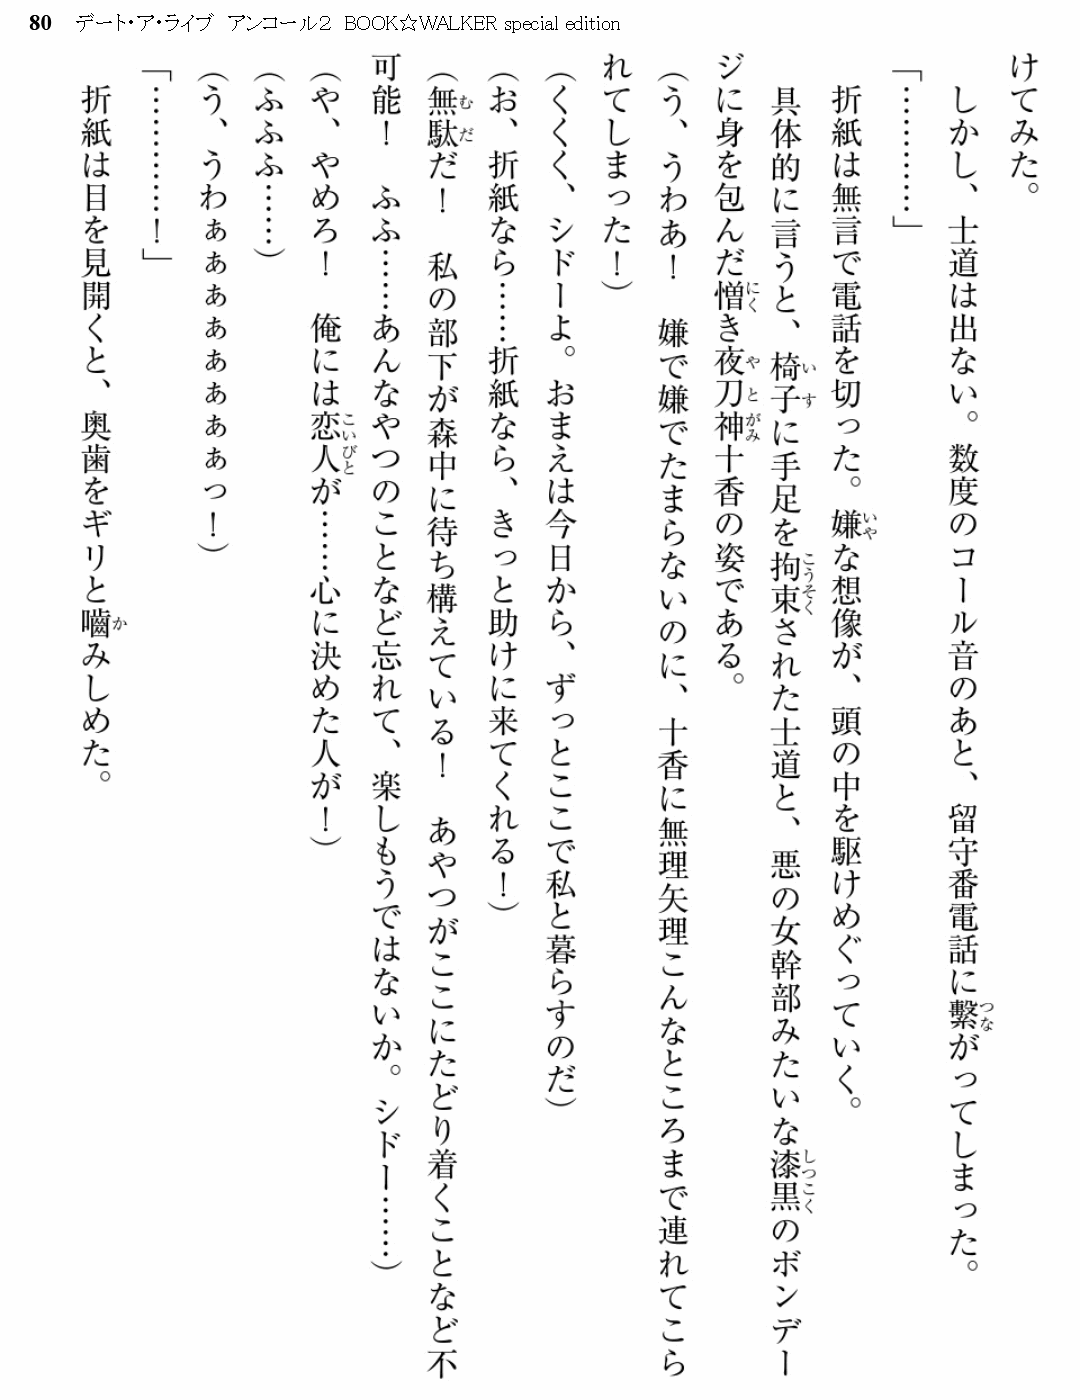 80 デート・ア・ライブ アンコール2 BOOK☆WALKER special edition
けてみた。
しかし、士道は出ない。数度のコール音のあと、留守番電話に繫がってしまった。
「…………」
折紙は無言で電話を切った。嫌な想像が、頭の中を駆けめぐっていく。
具体的に言うと、椅子に手足を拘束された士道と、悪の女幹部みたいな漆黒のボンデー
ジに身を包んだ憎き夜刀神十香の姿である。
(う、うわあ！　嫌で嫌でたまらないのに、十香に無理矢理こんなところまで連れてこら
れてしまった！)
(くくく、シドーよ。おまえは今日から、ずっとここで私と暮らすのだ)
(お、折紙なら……折紙なら、きっと助けに来てくれる！)
(無駄だ！　私の部下が森中に待ち構えている！　あやつがここにたどり着くことなど不
可能！　ふふ……あんなやつのことなど忘れて、楽しもうではないか。シドー……)
(や、やめろ！　俺には恋人が……心に決めた人が！)
(ふふふ……)
(う、うわぁぁぁぁぁぁぁぁっ！)
「…………！」
折紙は目を見開くと、奥歯をギリと嚙みしめた。